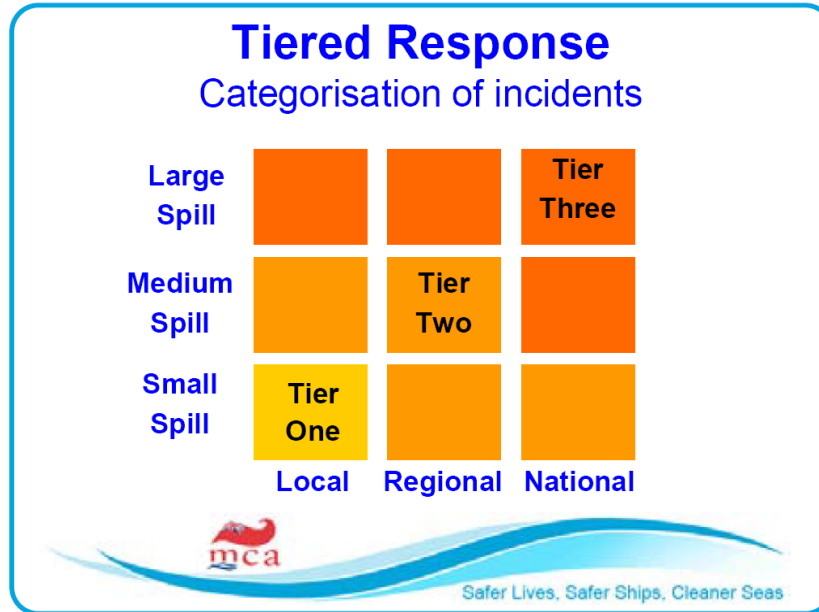 Tiered Response
Categorisation of incidents
Large
Spill
Tier
Three
Medium
Spill
Tier
Two
Small
Spill
Tier
One
Local Regional National
mca
Safer Lives, Safer Ships, Cleaner Seas